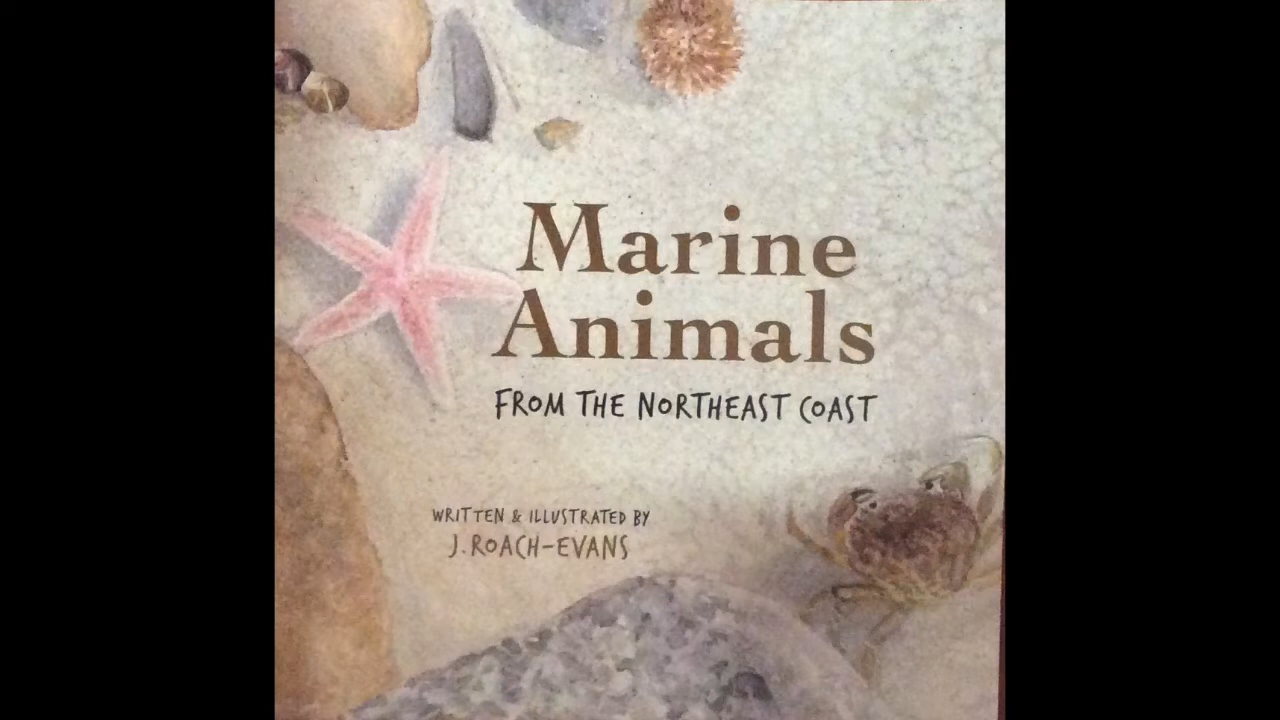 Marine
Animals
FROM THE NORTHEAST COAST
WRITTEN & ILLUSTRATED BY
J. ROACH-EVANS